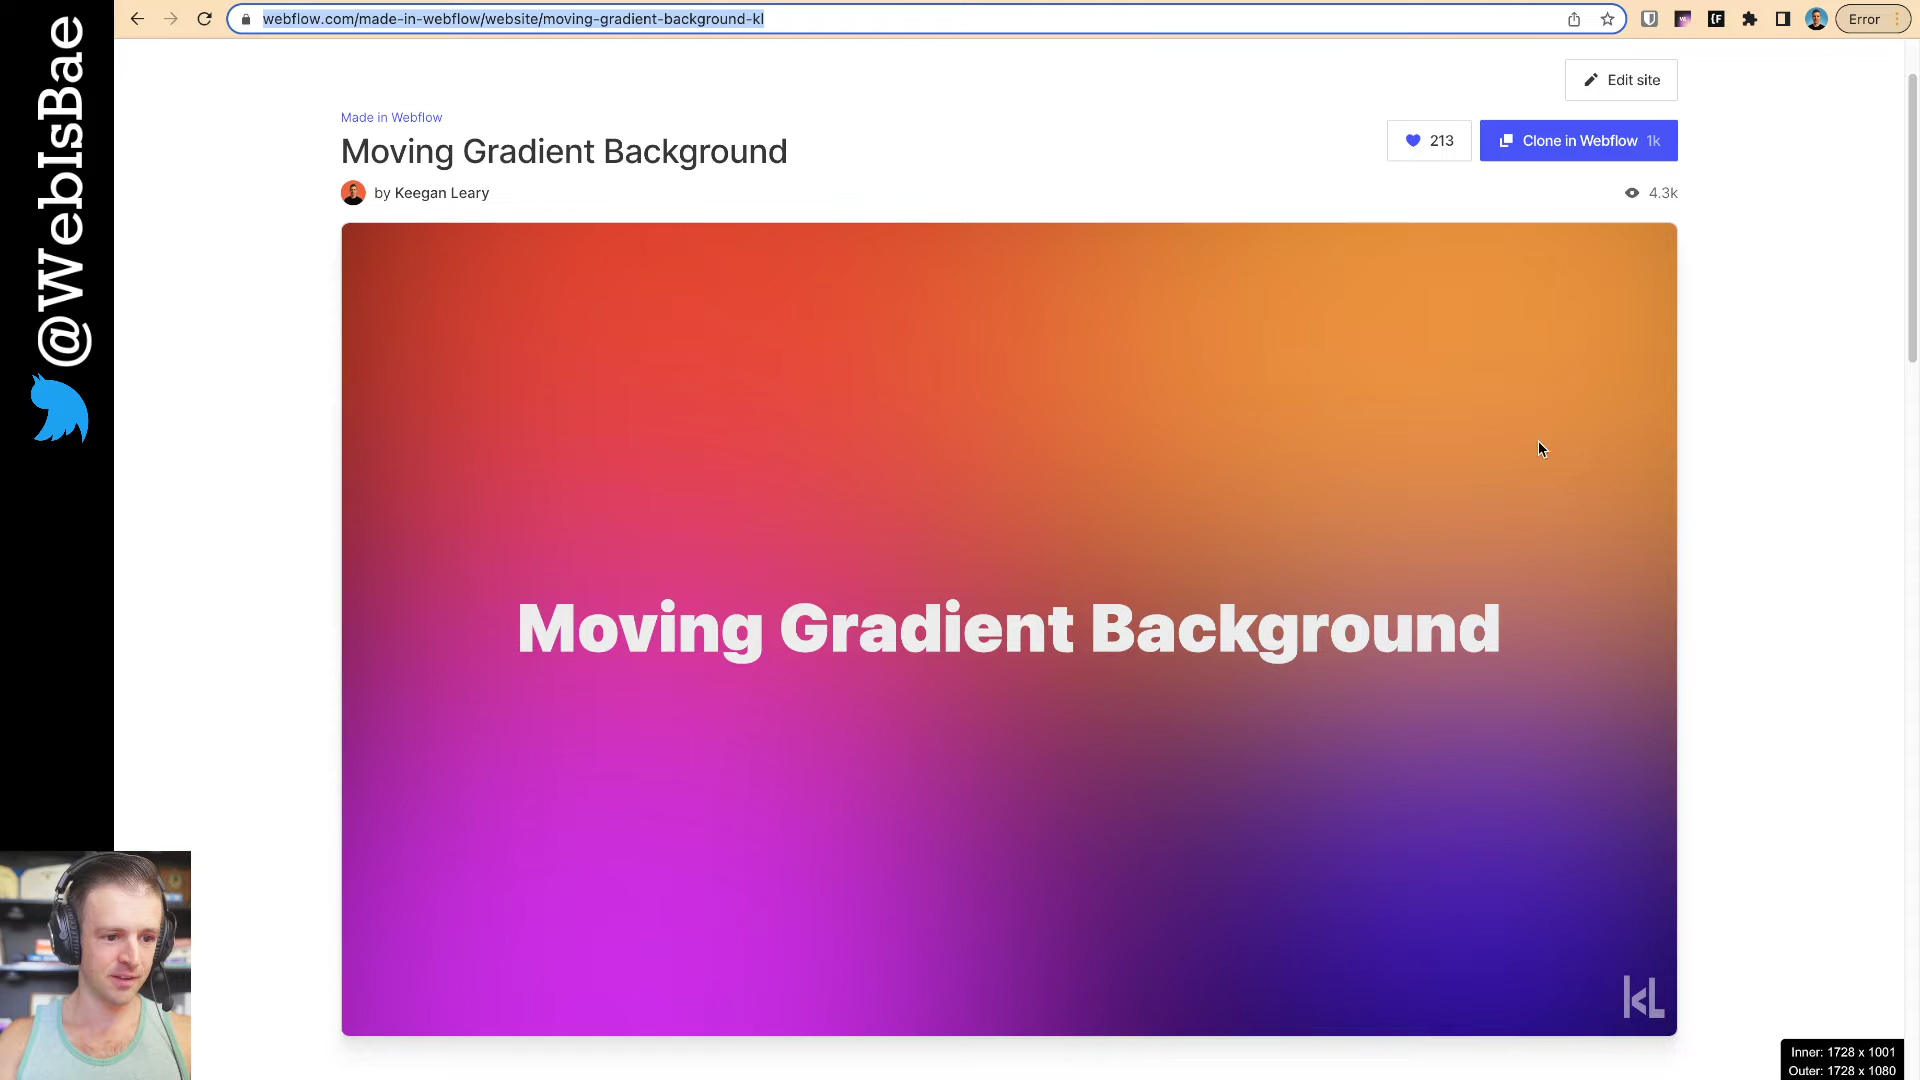 webflow.com/made-in-webflow/website/moving-gradient-background-kl
Error
@WebIsBae
Edit site
Made in Webflow
Moving Gradient Background
213
Clone in Webflow 1k
by Keegan Leary
4.3k
Moving Gradient Background
kL
Inner: 1728 x 1001
Outer: 1728 x 1080